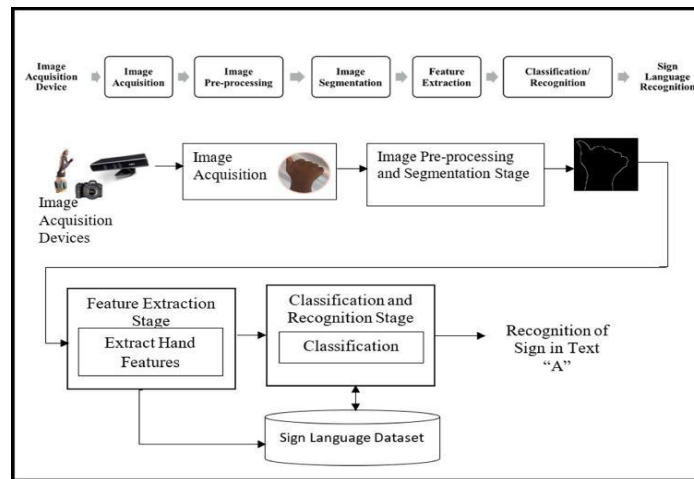 Image
Acquisition
Device
Image
Acquisition
Image
Pre-processing
Image
Segmentation
Feature
Extraction
Classification/
Recognition
Sign
Language
Recognition
Image
Acquisition
Devices
Image
Acquisition
Image Pre-processing
and Segmentation Stage
Feature Extraction
Stage
Extract Hand
Features
Classification and
Recognition Stage
Classification
Recognition of
Sign in Text
“A”
Sign Language Dataset